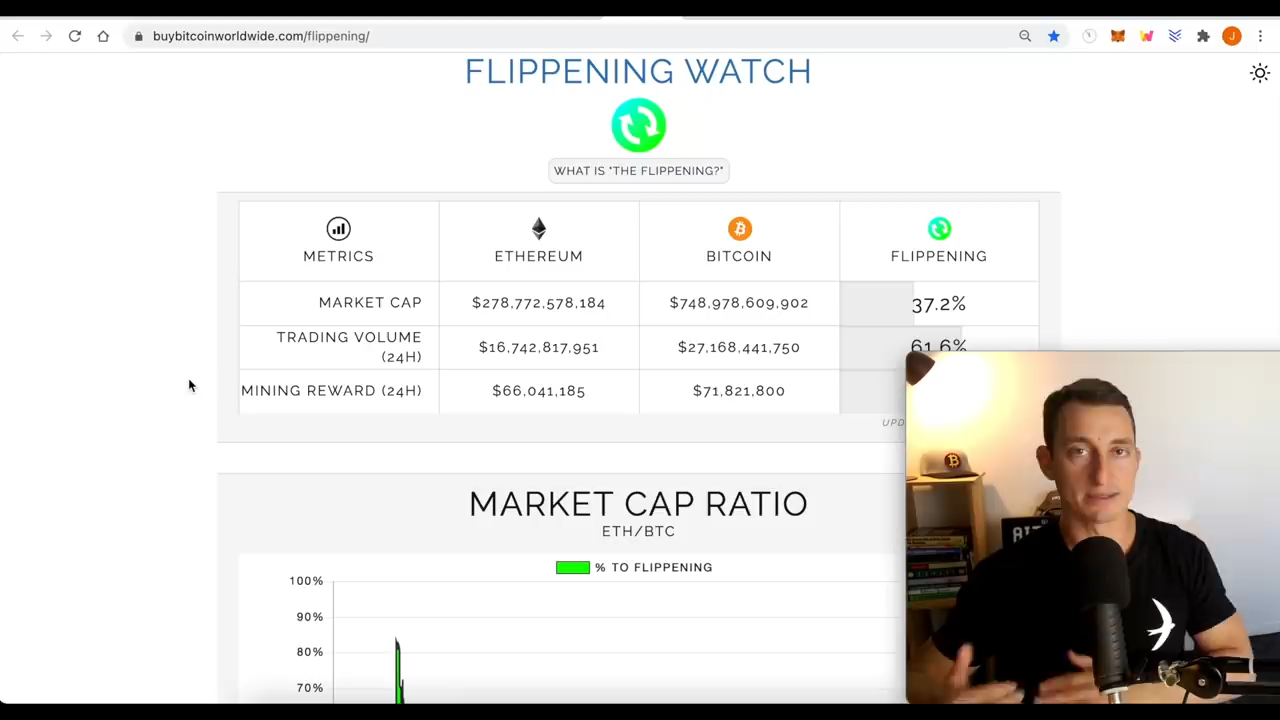 buybitcoinworldwide.com/flippening/
J
FLIPPENING WATCH
WHAT IS "THE FLIPPENING?"
METRICS ETHEREUM BITCOIN FLIPPENING
MARKET CAP $278,772,578,184 $748,978,609,902 37.2%
TRADING VOLUME
(24H) $16,742,817,951 $27,168,441,750 61.6%
MINING REWARD (24H) $66,041,185 $71,821,800
MARKET CAP RATIO
ETH/BTC
% TO FLIPPENING
100%
90%
80%
70%